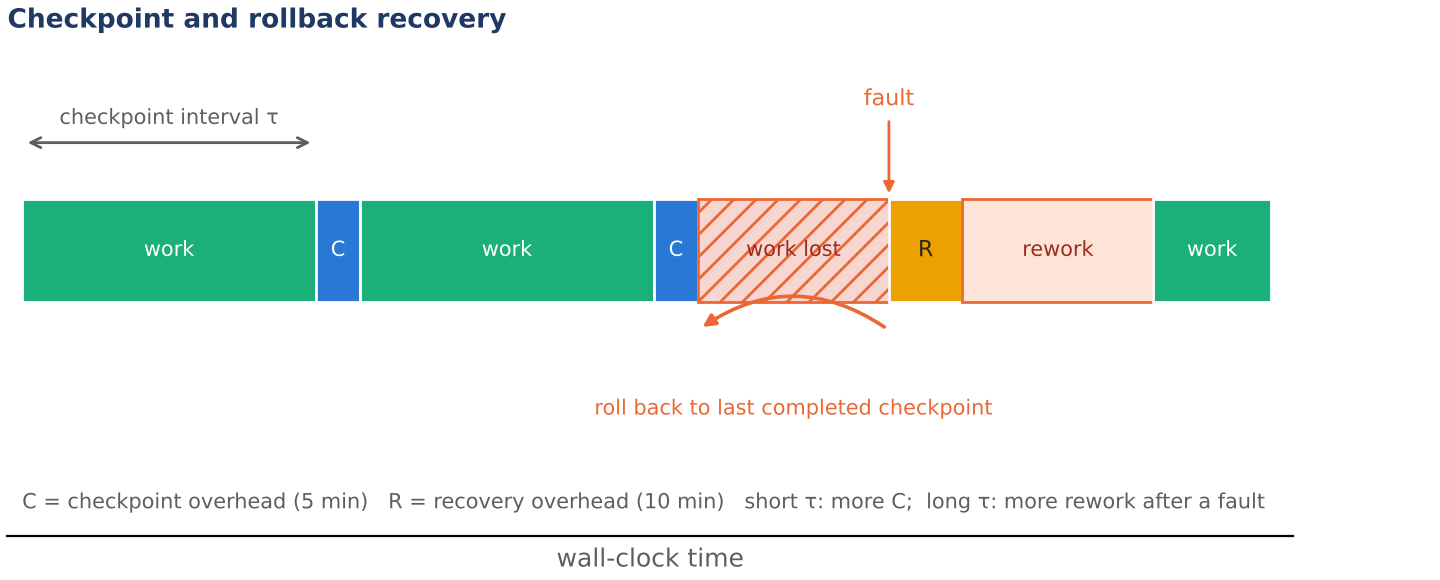 Checkpoint and rollback recovery
fault
checkpoint interval τ
work C work C work lost R rework work
roll back to last completed checkpoint
C = checkpoint overhead (5 min) R = recovery overhead (10 min) short τ: more C; long τ: more rework after a fault
wall-clock time